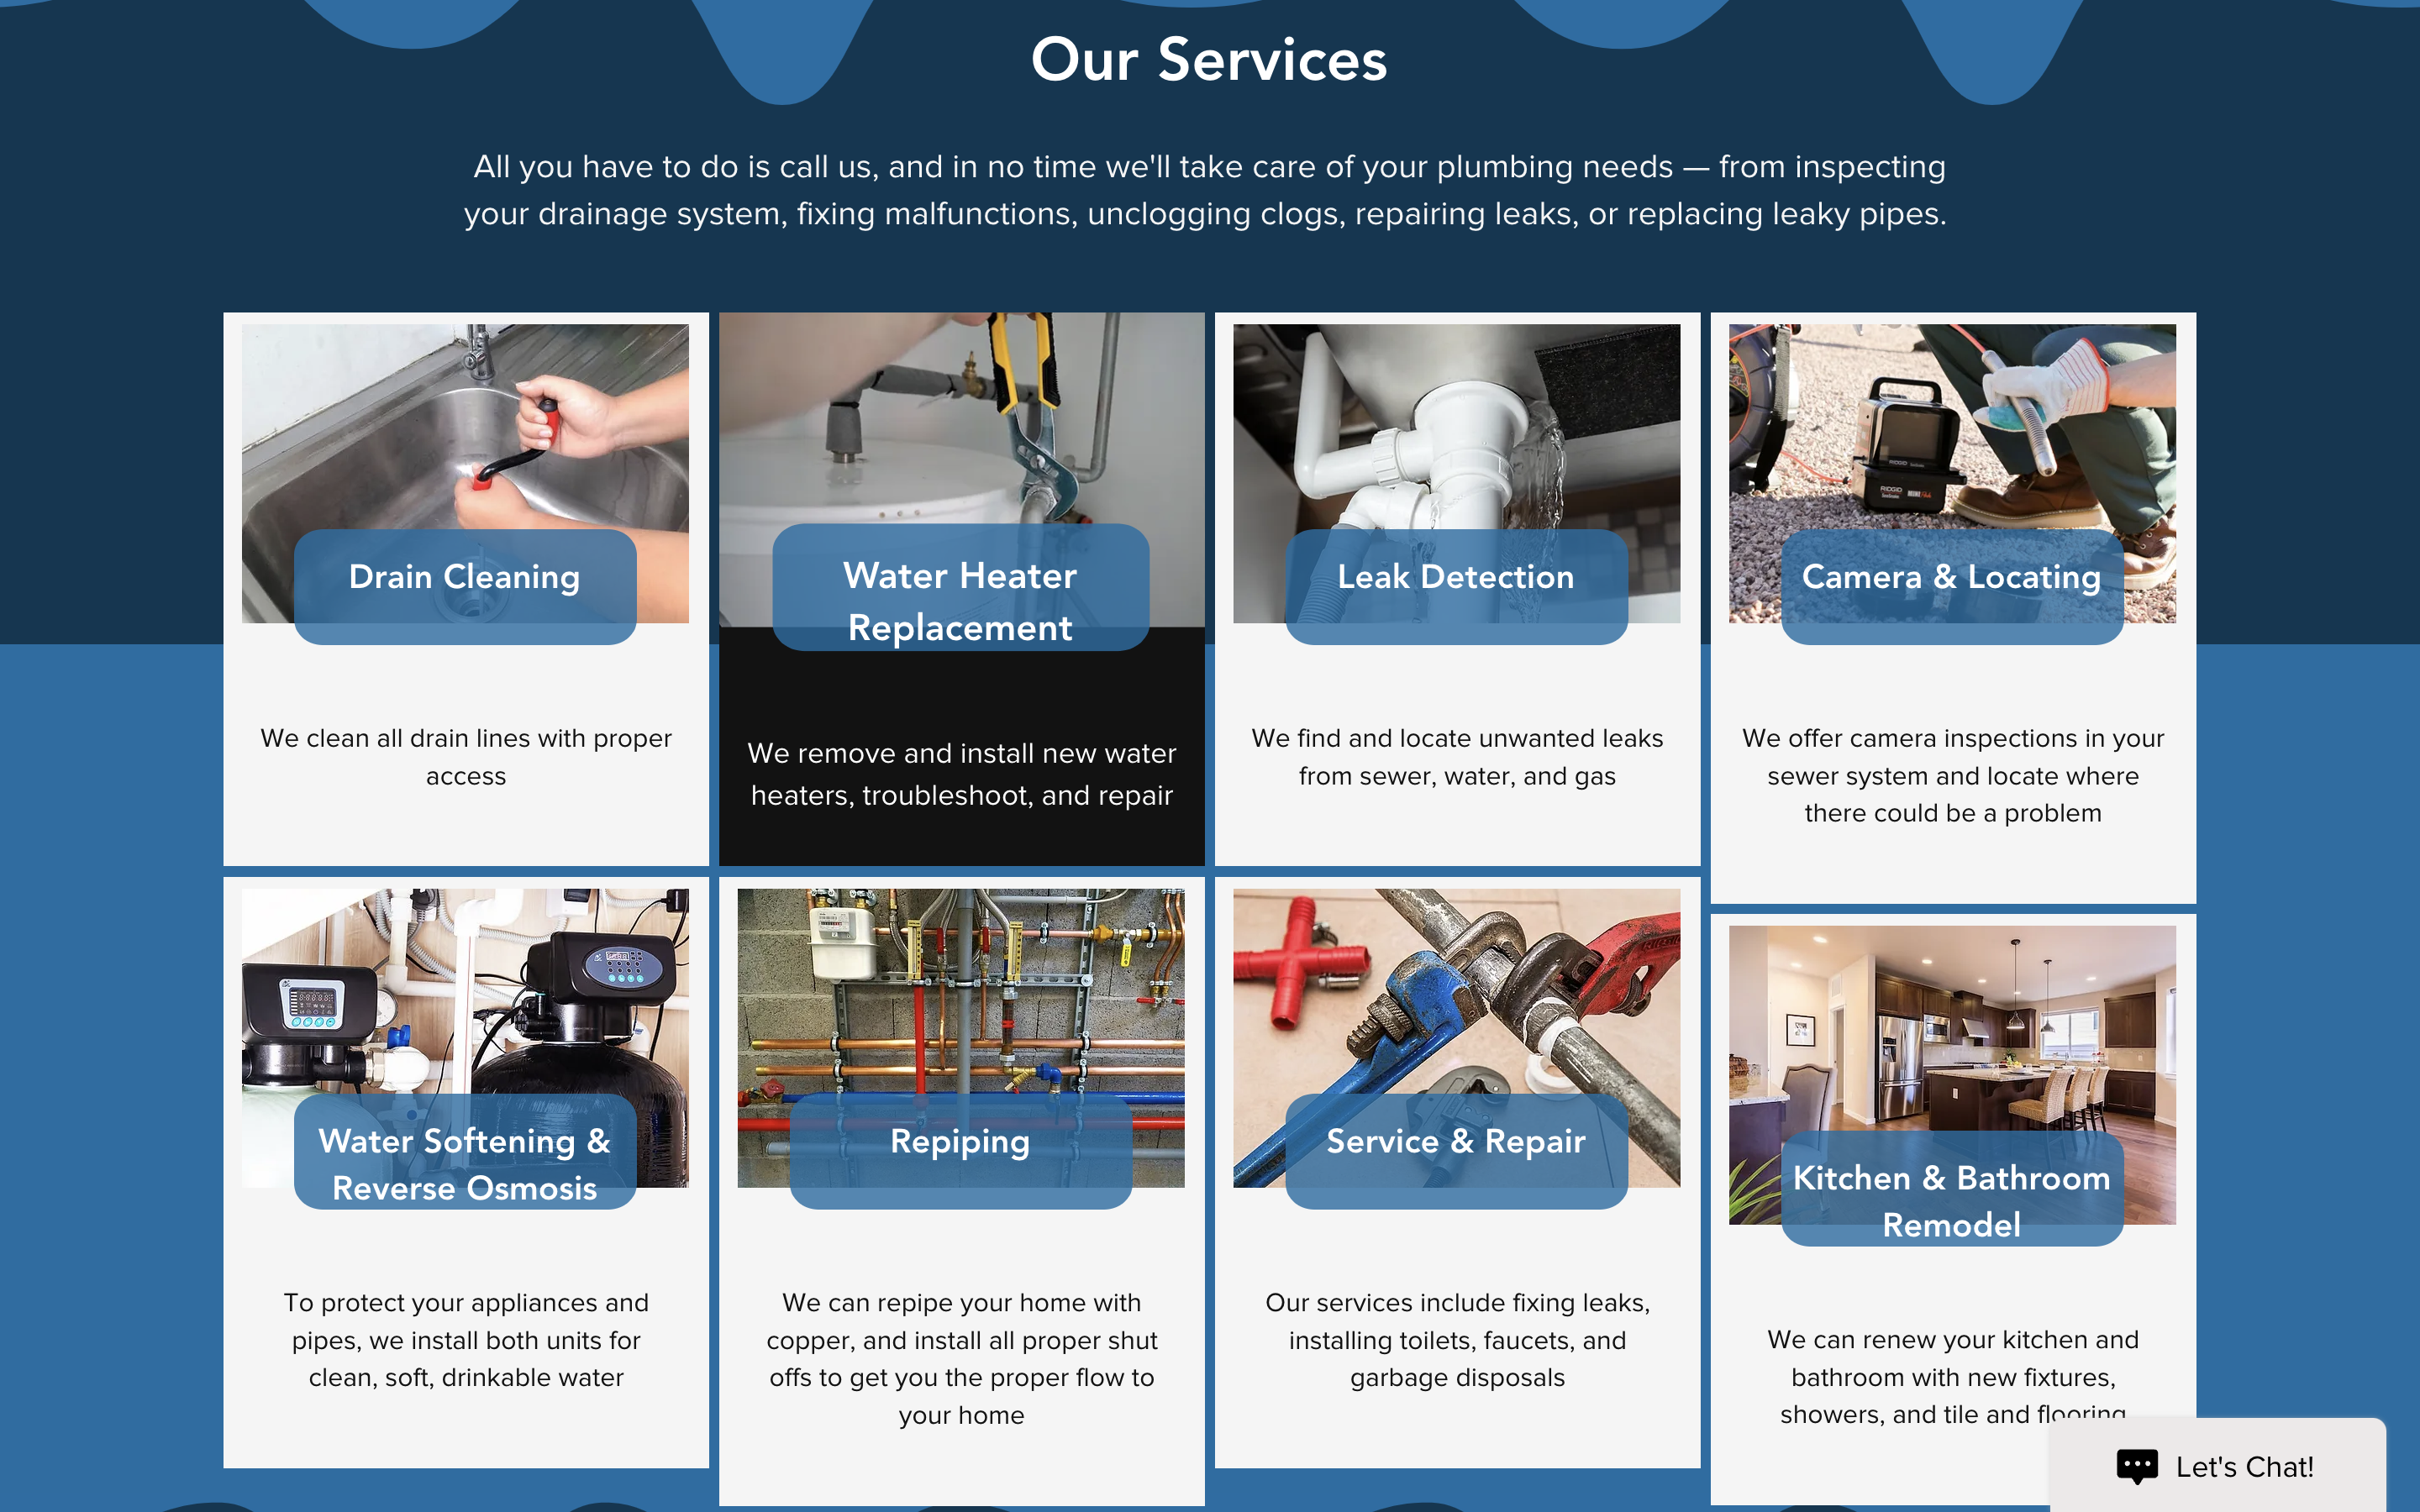 Our Services
All you have to do is call us, and in no time we'll take care of your plumbing needs — from inspecting
your drainage system, fixing malfunctions, unclogging clogs, repairing leaks, or replacing leaky pipes.
Drain Cleaning
We clean all drain lines with proper
access
Water Heater
Replacement
We remove and install new water
heaters, troubleshoot, and repair
Leak Detection
We find and locate unwanted leaks
from sewer, water, and gas
RIDGID
RIDGID
Camera & Locating
We offer camera inspections in your
sewer system and locate where
there could be a problem
Water Softening &
Reverse Osmosis
To protect your appliances and
pipes, we install both units for
clean, soft, drinkable water
Repiping
We can repipe your home with
copper, and install all proper shut
offs to get you the proper flow to
your home
Service & Repair
Our services include fixing leaks,
installing toilets, faucets, and
garbage disposals
Kitchen & Bathroom
Remodel
We can renew your kitchen and
bathroom with new fixtures,
showers, and tile and flooring
Let's Chat!